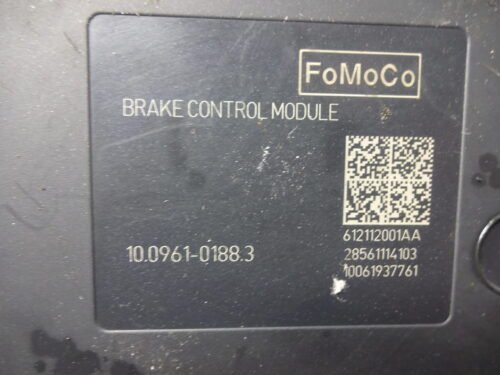 FoMoCo
BRAKE CONTROL MODULE
612112001AA
28561114103
10061937761
10.0961-0188.3